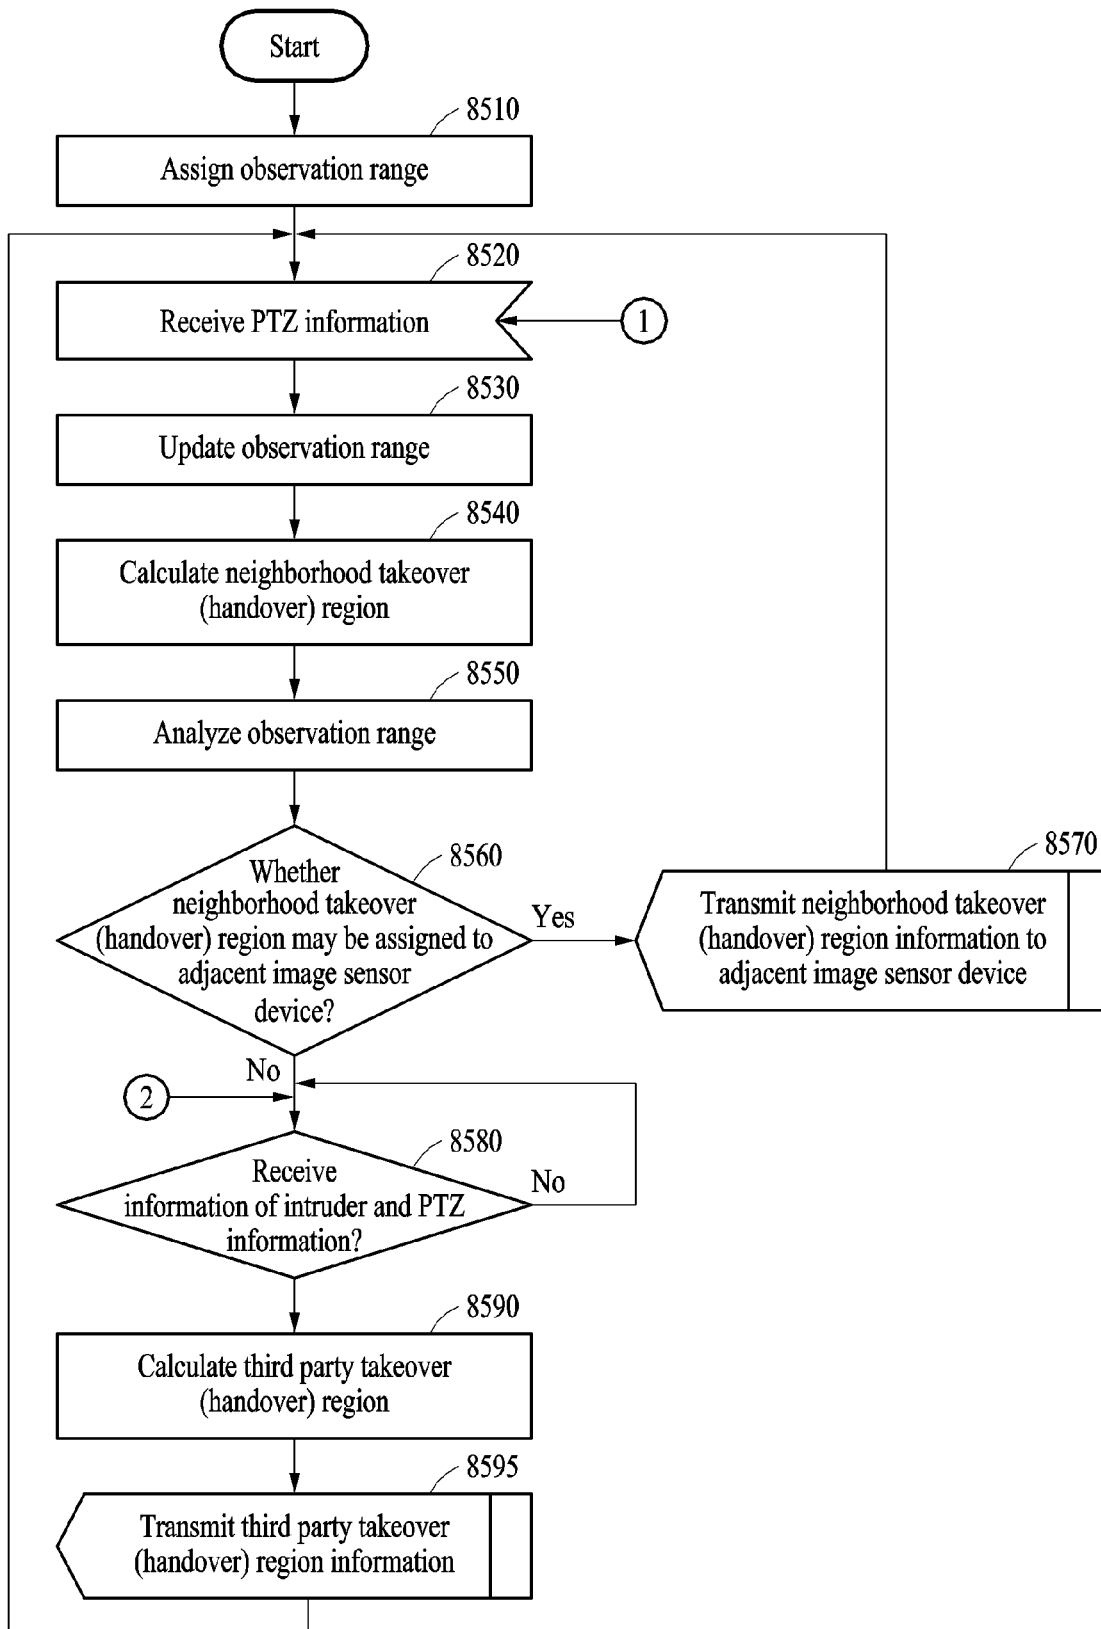 Start
8510
Assign observation range
8520
Receive PTZ information
1
8530
Update observation range
8540
Calculate neighborhood takeover
(handover) region
8550
Analyze observation range
8560
Whether
neighborhood takeover
(handover) region may be assigned to
adjacent image sensor
device?
Yes
8570
Transmit neighborhood takeover
(handover) region information to
adjacent image sensor device
No
2
8580
Receive
information of intruder and PTZ
information?
No
8590
Calculate third party takeover
(handover) region
8595
Transmit third party takeover
(handover) region information